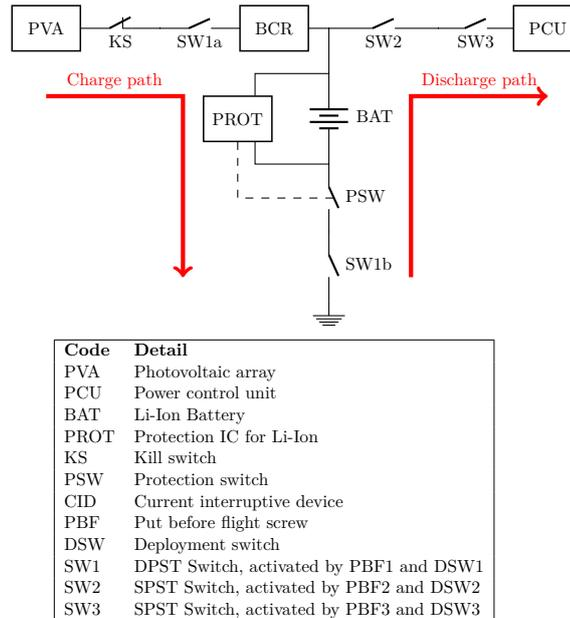 PVA
KS
SW1a
BCR
SW2
SW3
PCU
Charge path
Discharge path
PROT
BAT
PSW
SW1b
Code Detail
PVA Photovoltaic array
PCU Power control unit
BAT Li-Ion Battery
PROT Protection IC for Li-Ion
KS Kill switch
PSW Protection switch
CID Current interruptive device
PBF Put before flight screw
DSW Deployment switch
SW1 DPST Switch, activated by PBF1 and DSW1
SW2 SPST Switch, activated by PBF2 and DSW2
SW3 SPST Switch, activated by PBF3 and DSW3